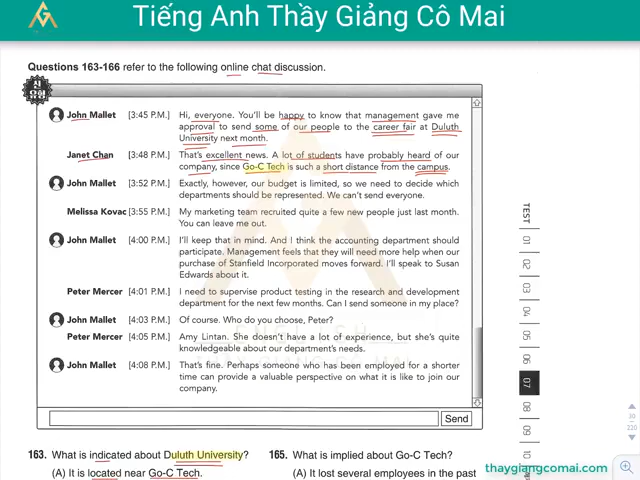 Tiếng Anh Thầy Giảng Cô Mai
Questions 163-166 refer to the following online chat discussion.
John Mallet [3:45 P.M.] Hi, everyone. You'll be happy to know that management gave me
approval to send some of our people to the career fair at Duluth
University next month.
Janet Chan [3:48 P.M.] That's excellent news. A lot of students have probably heard of our
company, since Go-C Tech is such a short distance from the campus.
John Mallet [3:52 P.M.] Exactly, however, our budget is limited, so we need to decide which
departments should be represented. We can't send everyone.
Melissa Kovac [3:55 P.M.] My marketing team recruited quite a few new people just last month.
You can leave me out.
John Mallet [4:00 P.M.] I'll keep that in mind. And I think the accounting department should
participate. Management feels that they will need more help when our
purchase of Stanfield Incorporated moves forward. I'll speak to Susan
Edwards about it.
Peter Mercer [4:01 P.M.] I need to supervise product testing in the research and development
department for the next few months. Can I send someone in my place?
John Mallet [4:03 P.M.] Of course. Who do you choose, Peter?
Peter Mercer [4:05 P.M.] Amy Lintan. She doesn't have a lot of experience, but she's quite
knowledgeable about our department's needs.
John Mallet [4:08 P.M.] That's fine. Perhaps someone who has been employed for a shorter
time can provide a valuable perspective on what it is like to join our
company.
Send
163. What is indicated about Duluth University?
(A) It is located near Go-C Tech.
165. What is implied about Go-C Tech?
(A) It lost several employees in the past
TEST
01
02
03
04
05
06
07
08
09
10
thaygiangcomai.com